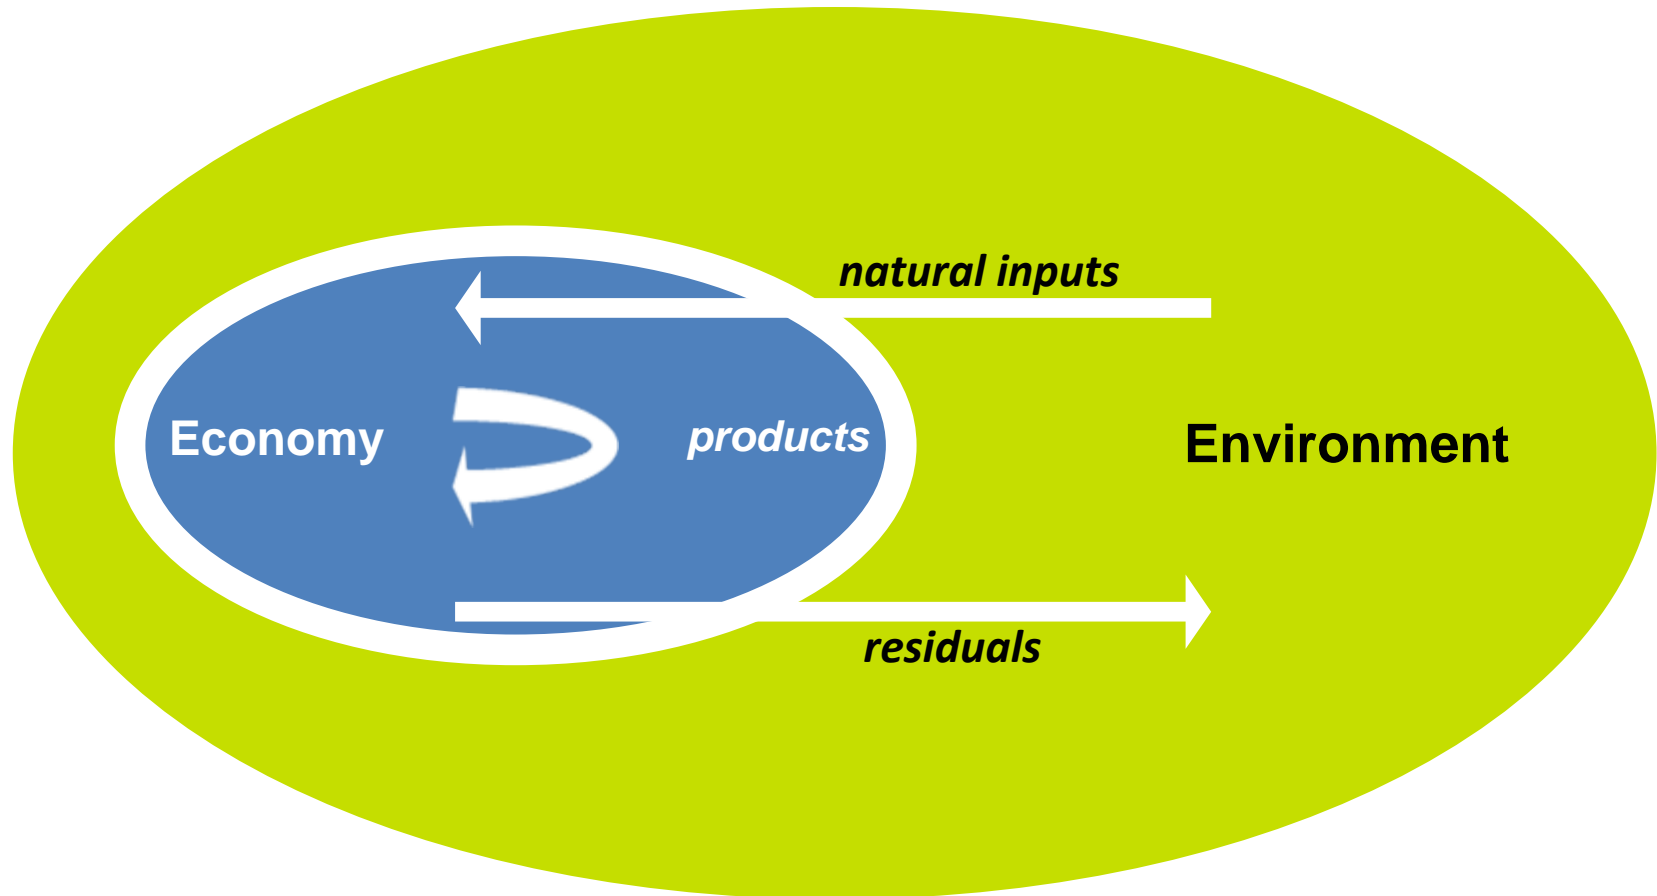 natural inputs
Economy
products
Environment
residuals